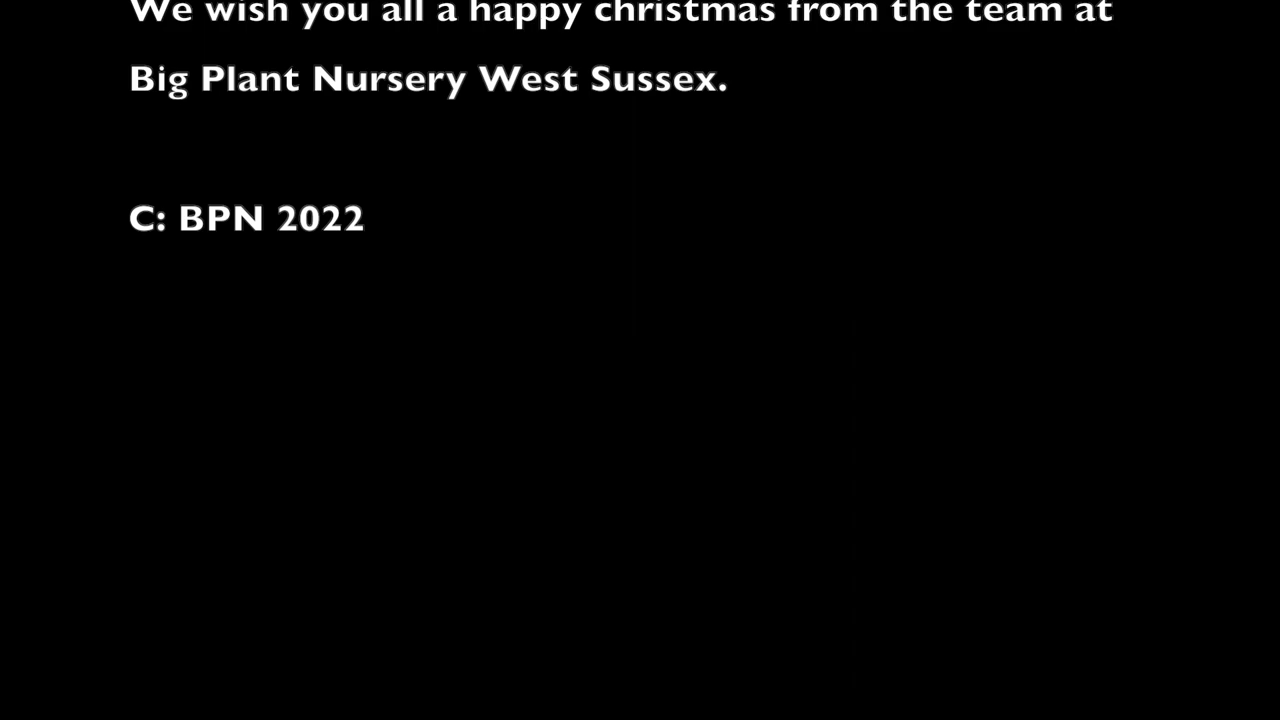 We wish you all a happy christmas from the team at
Big Plant Nursery West Sussex.
C: BPN 2022